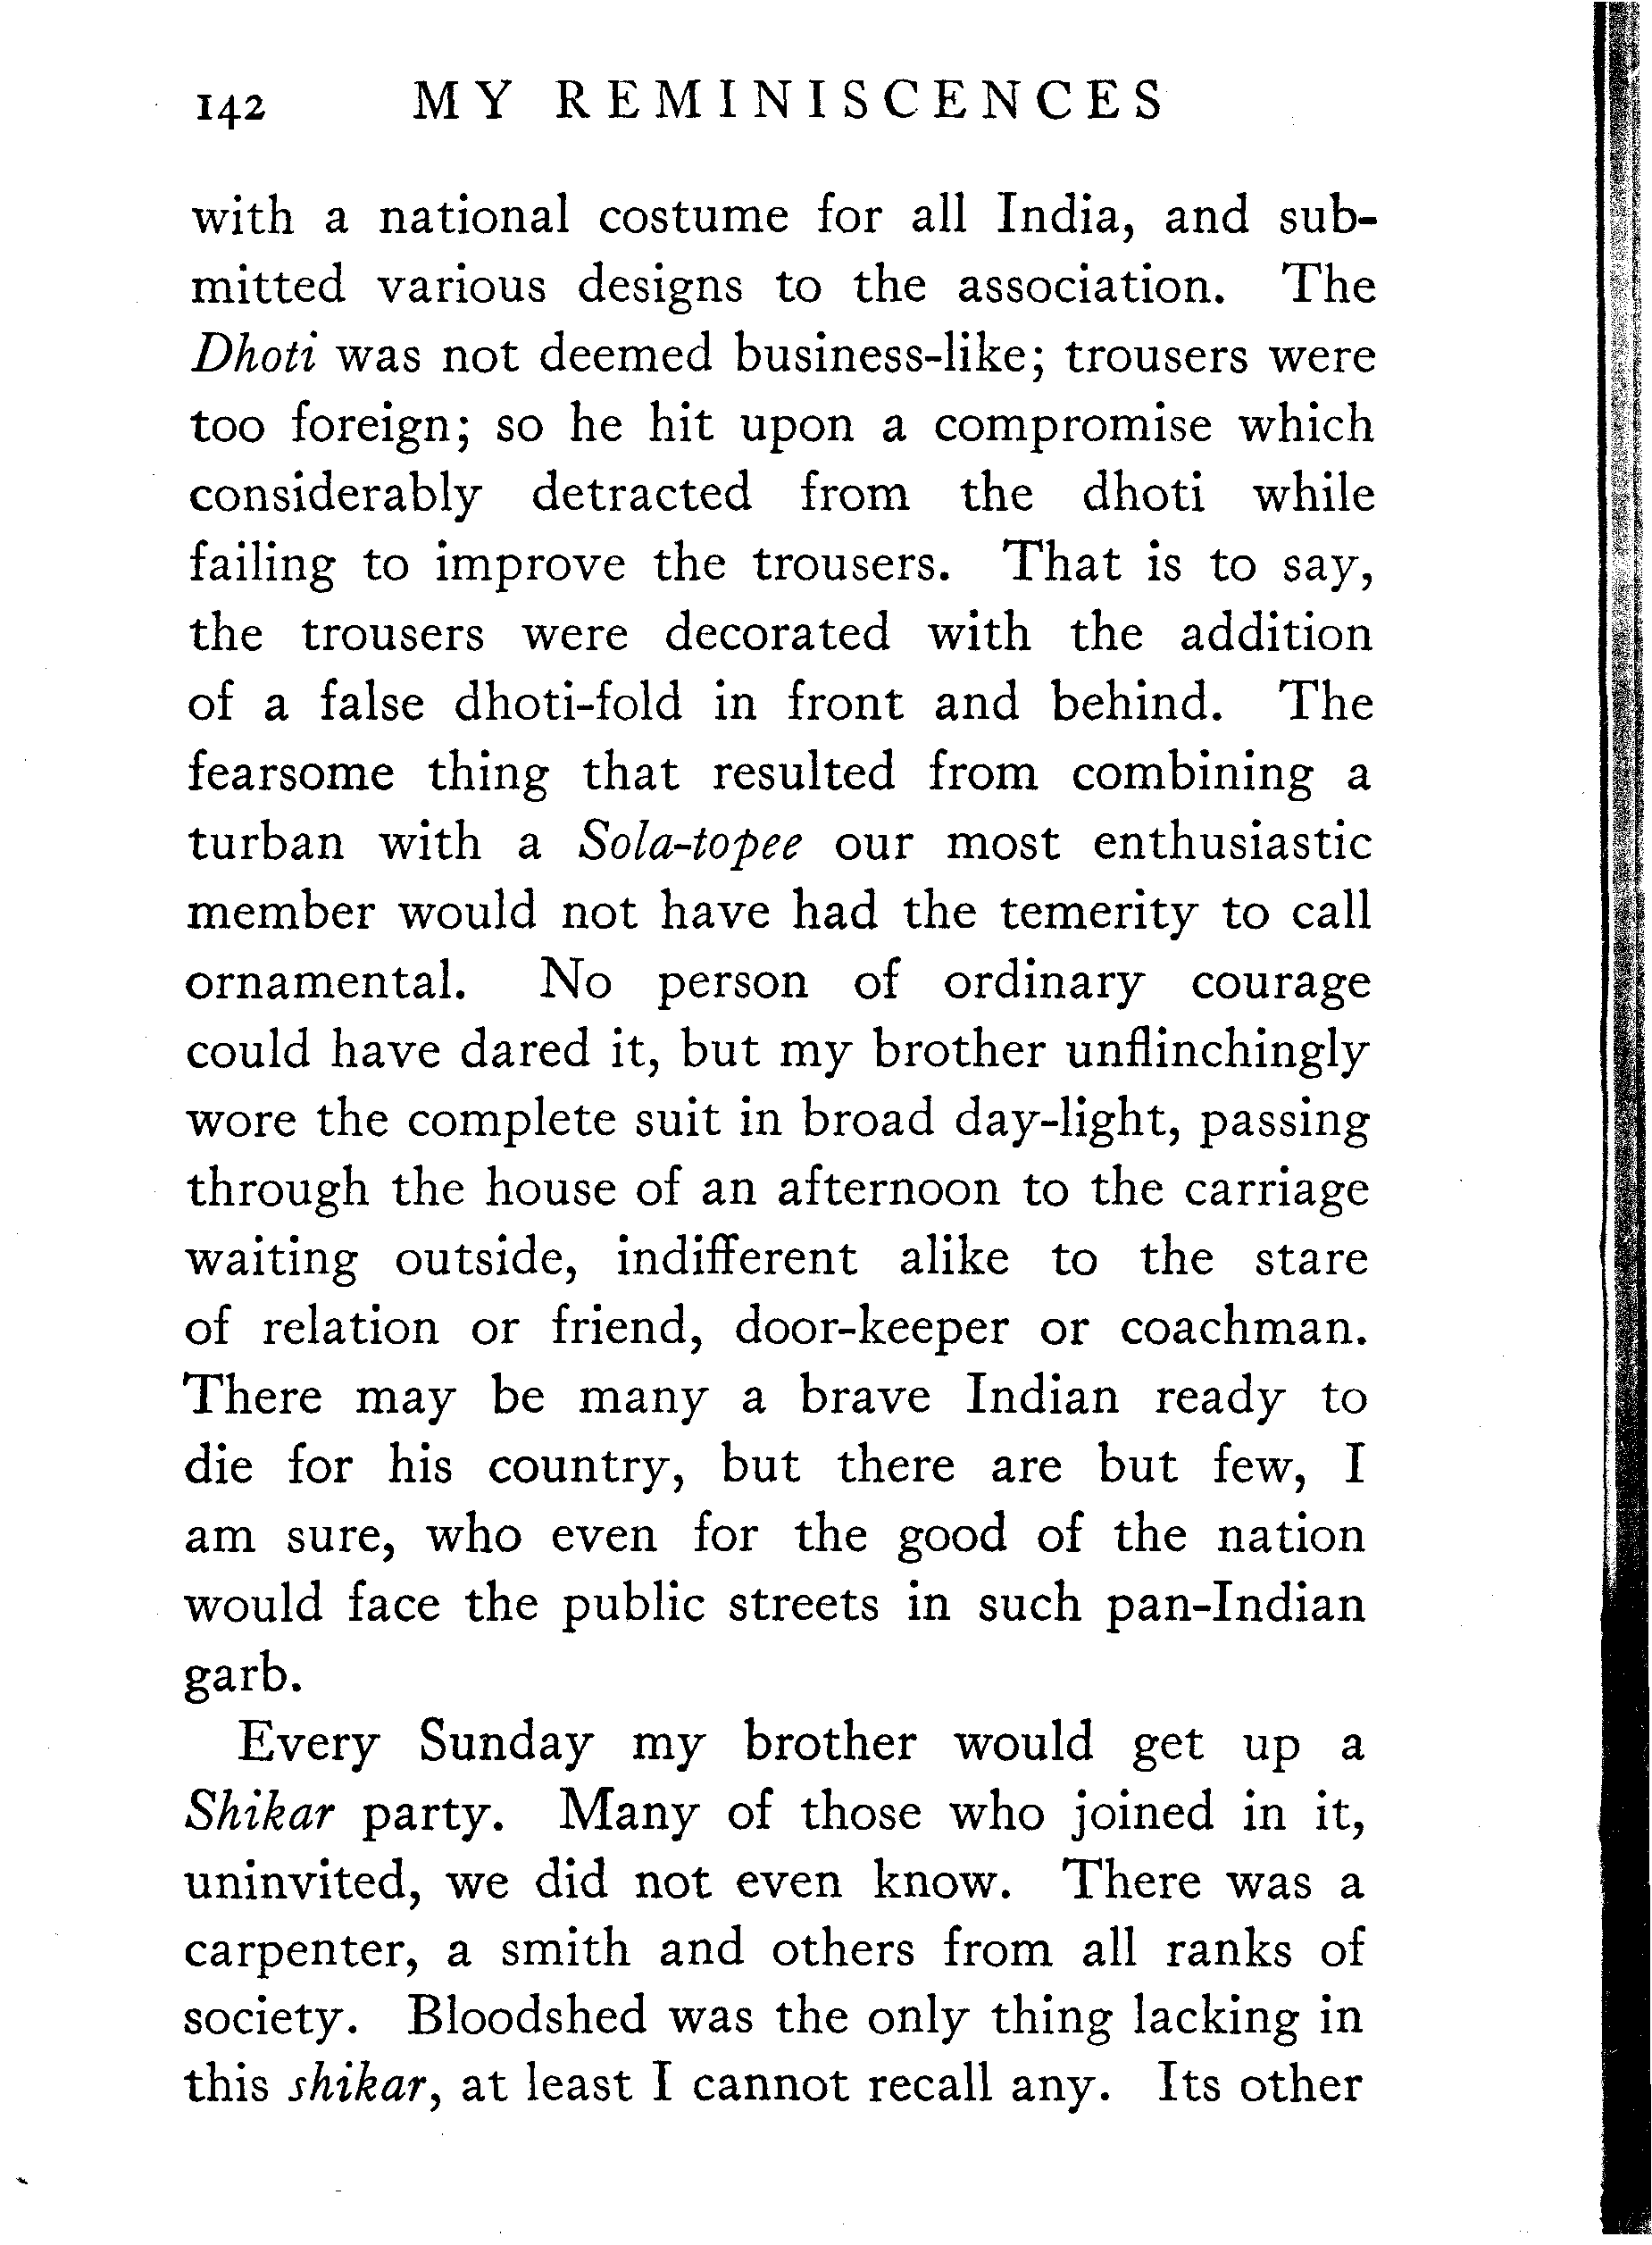 142 MY REMINISCENCES
with a national costume for all India, and sub-
mitted various designs to the association. The
Dhoti was not deemed business-like; trousers were
too foreign; so he hit upon a compromise which
considerably detracted from the dhoti while
failing to improve the trousers. That is to say,
the trousers were decorated with the addition
of a false dhoti-fold in front and behind. The
fearsome thing that resulted from combining a
turban with a Sola-topee our most enthusiastic
member would not have had the temerity to call
ornamental. No person of ordinary courage
could have dared it, but my brother unflinchingly
wore the complete suit in broad day-light, passing
through the house of an afternoon to the carriage
waiting outside, indifferent alike to the stare
of relation or friend, door-keeper or coachman.
There may be many a brave Indian ready to
die for his country, but there are but few, I
am sure, who even for the good of the nation
would face the public streets in such pan-Indian
garb.
Every Sunday my brother would get up a
Shikar party. Many of those who joined in it,
uninvited, we did not even know. There was a
carpenter, a smith and others from all ranks of
society. Bloodshed was the only thing lacking in
this shikar, at least I cannot recall any. Its other